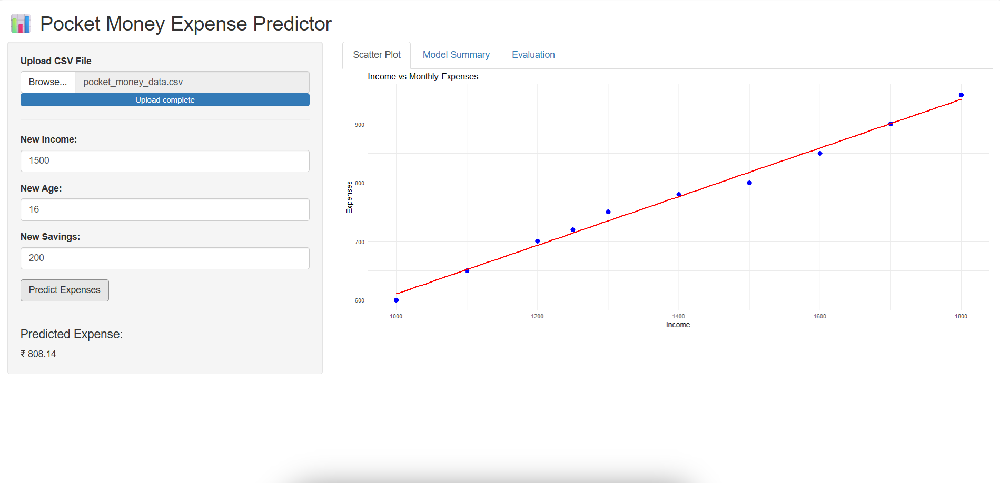 Pocket Money Expense Predictor
Upload CSV File
Browse... pocket_money_data.csv
Upload complete
New Income:
1500
New Age:
16
New Savings:
200
Predict Expenses
Predicted Expense:
₹ 808.14
Scatter Plot Model Summary Evaluation
Income vs Monthly Expenses
900
800
700
600
Expenses
1000 1200 1400 1600 1800
Income